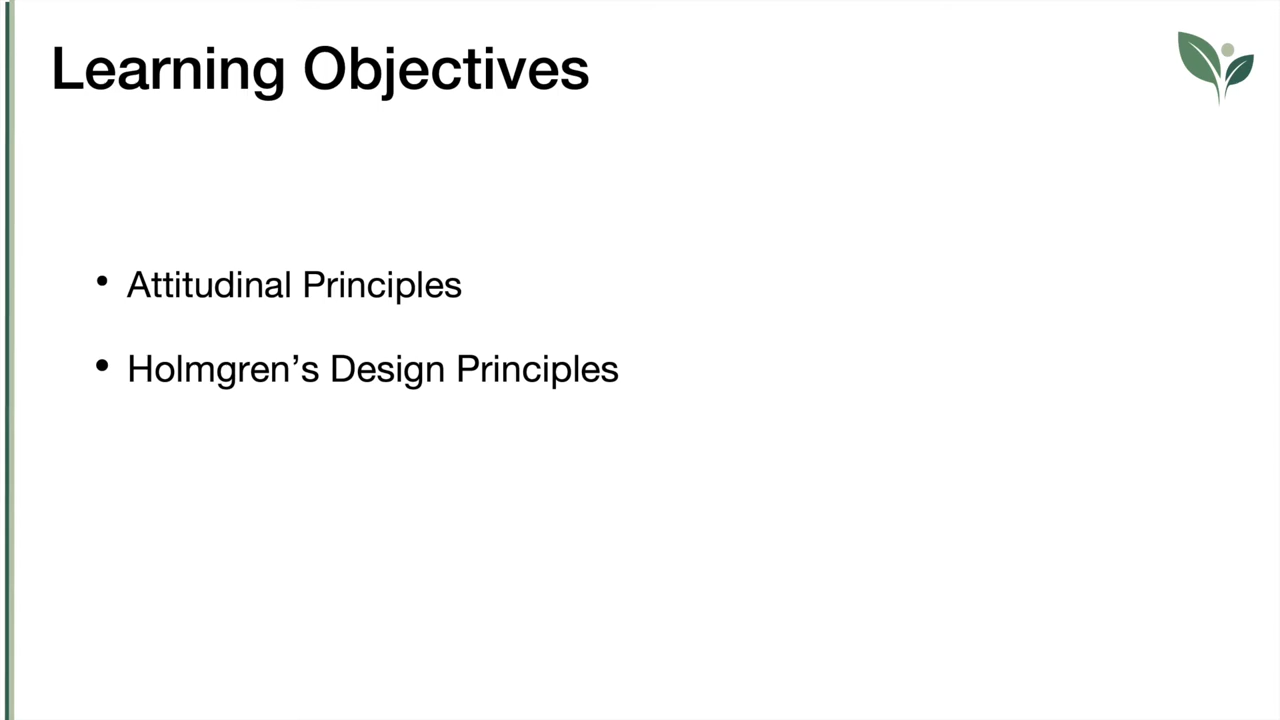 Learning Objectives
• Attitudinal Principles
• Holmgren’s Design Principles